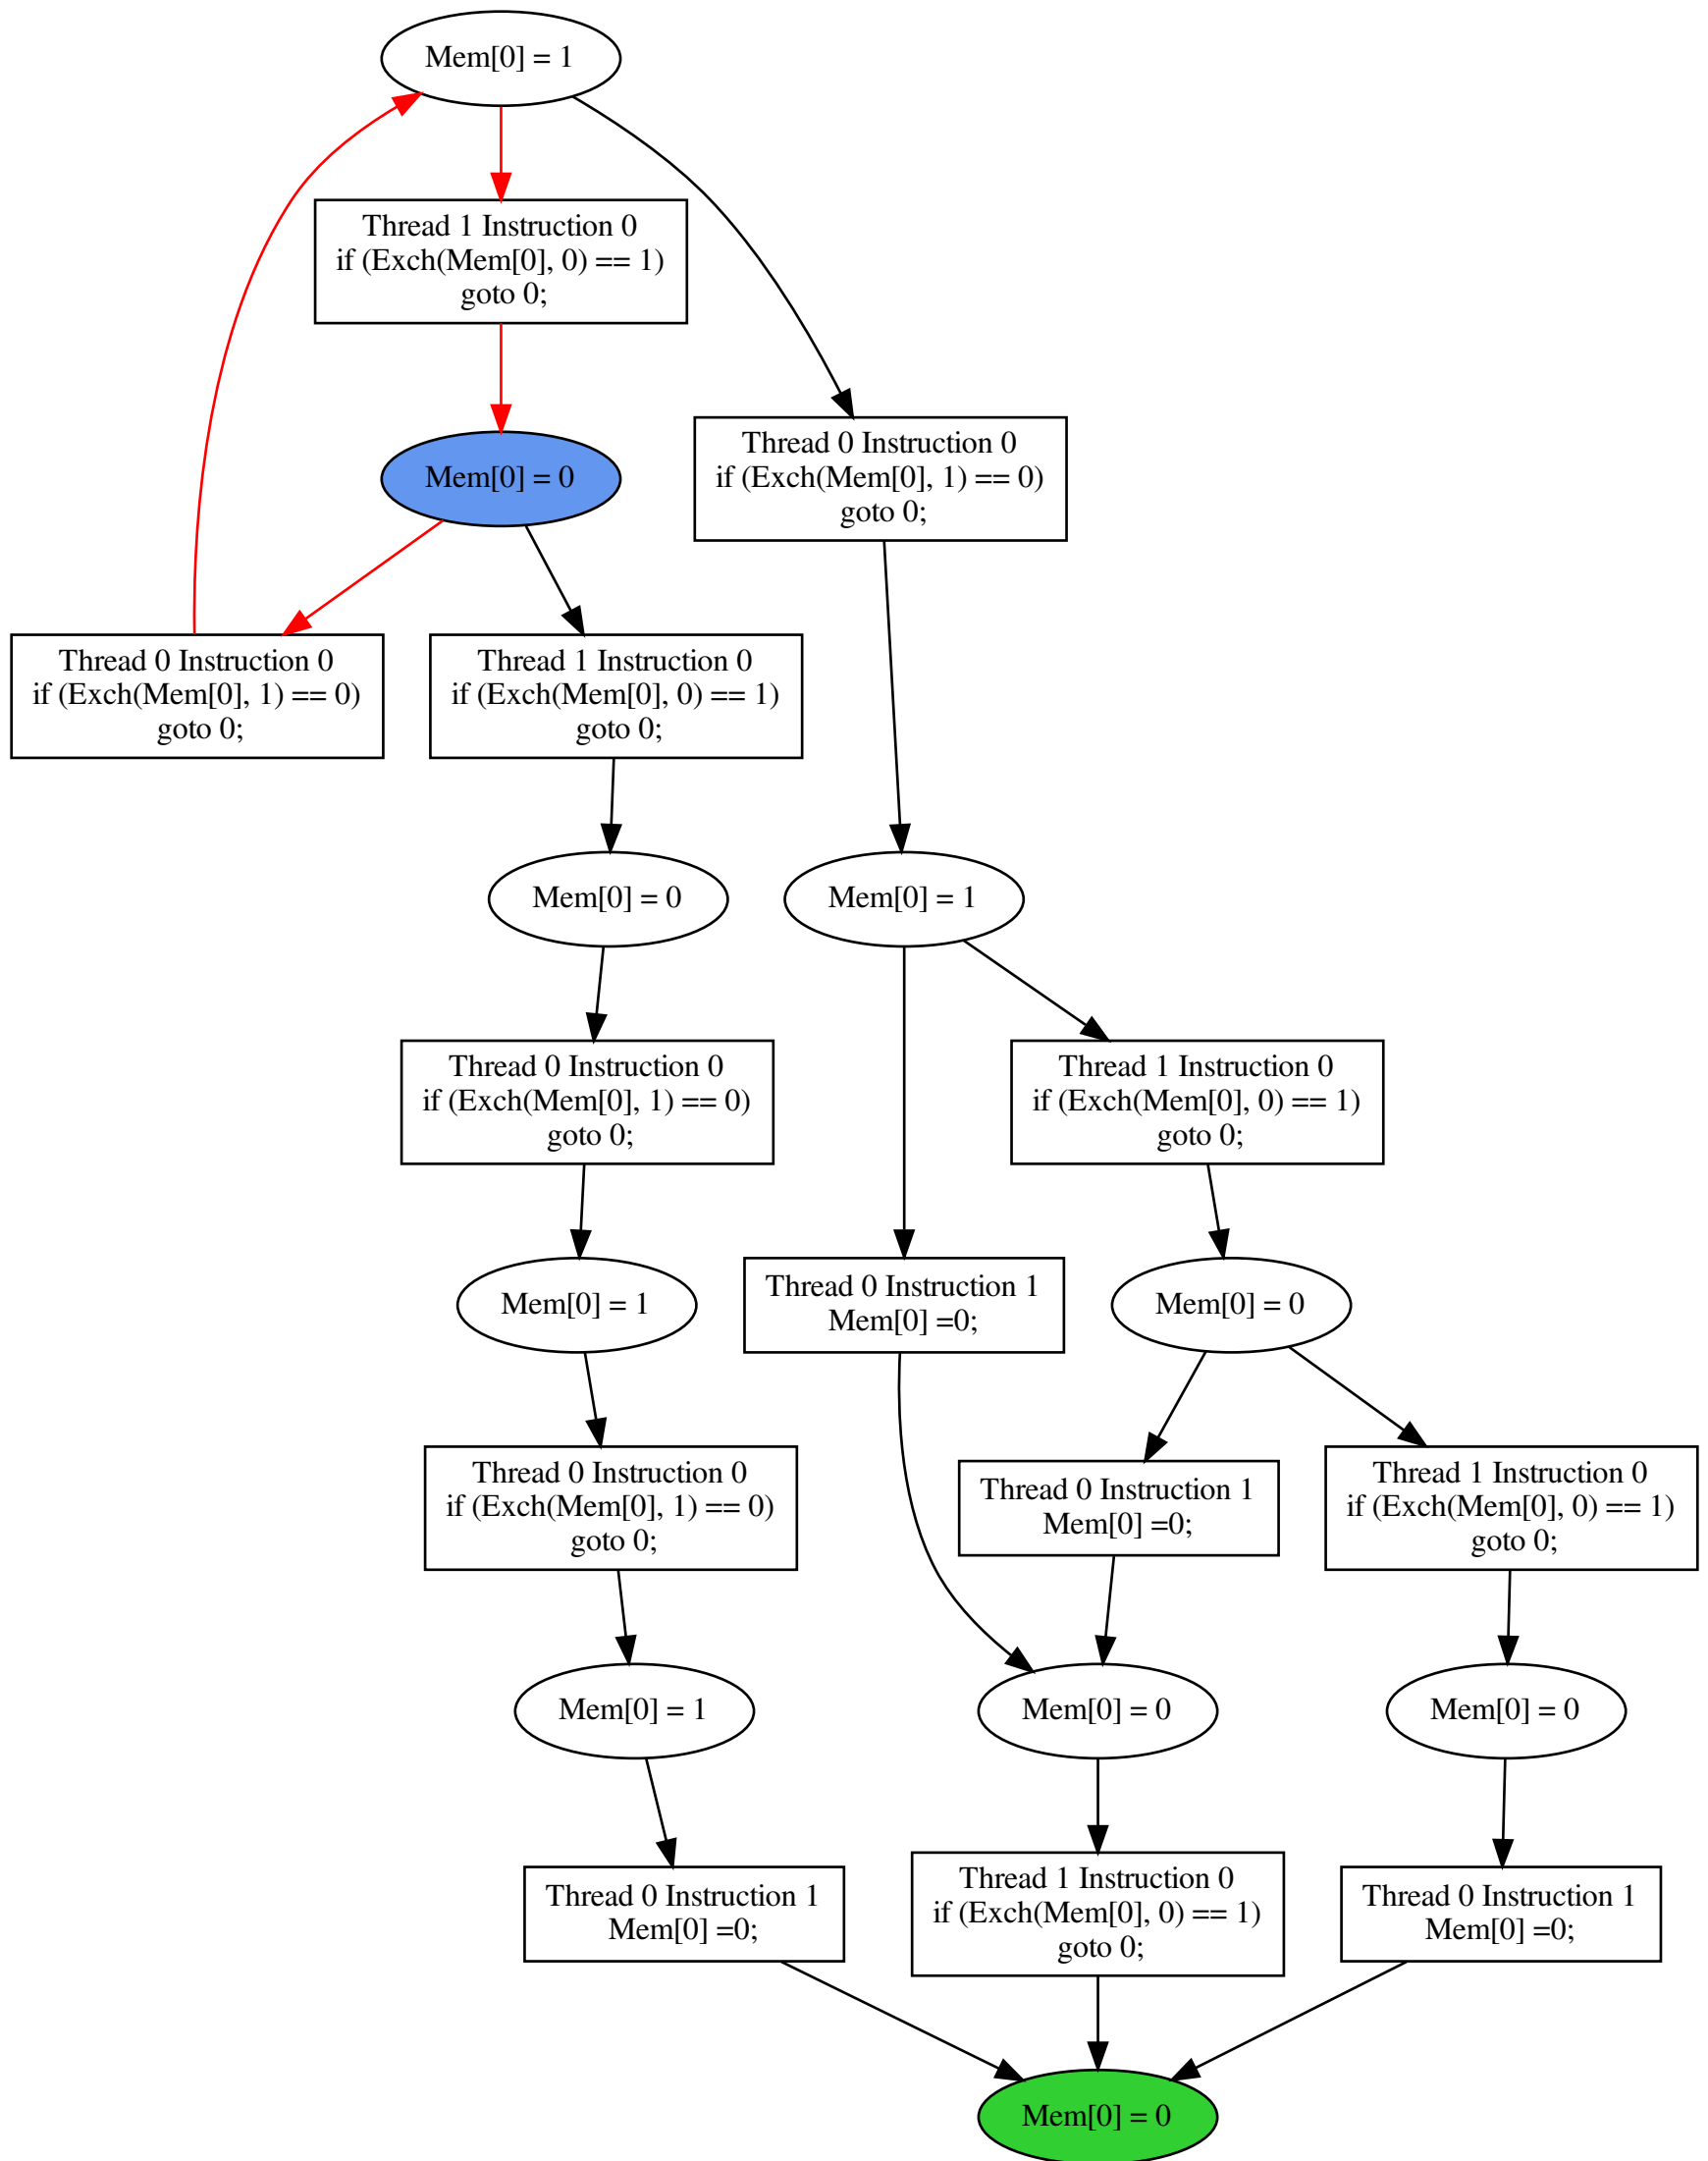 Mem[0] = 1
Thread 1 Instruction 0
if (Exch(Mem[0], 0) == 1)
goto 0;
Thread 0 Instruction 0
if (Exch(Mem[0], 1) == 0)
goto 0;
Mem[0] = 0
Thread 0 Instruction 0
if (Exch(Mem[0], 1) == 0)
goto 0;
Thread 1 Instruction 0
if (Exch(Mem[0], 0) == 1)
goto 0;
Mem[0] = 0
Mem[0] = 1
Thread 0 Instruction 0
if (Exch(Mem[0], 1) == 0)
goto 0;
Thread 1 Instruction 0
if (Exch(Mem[0], 0) == 1)
goto 0;
Mem[0] = 1
Thread 0 Instruction 1
Mem[0] =0;
Mem[0] = 0
Thread 0 Instruction 0
if (Exch(Mem[0], 1) == 0)
goto 0;
Thread 0 Instruction 1
Mem[0] =0;
Thread 1 Instruction 0
if (Exch(Mem[0], 0) == 1)
goto 0;
Mem[0] = 1
Mem[0] = 0
Mem[0] = 0
Thread 0 Instruction 1
Mem[0] =0;
Thread 1 Instruction 0
if (Exch(Mem[0], 0) == 1)
goto 0;
Thread 0 Instruction 1
Mem[0] =0;
Mem[0] = 0